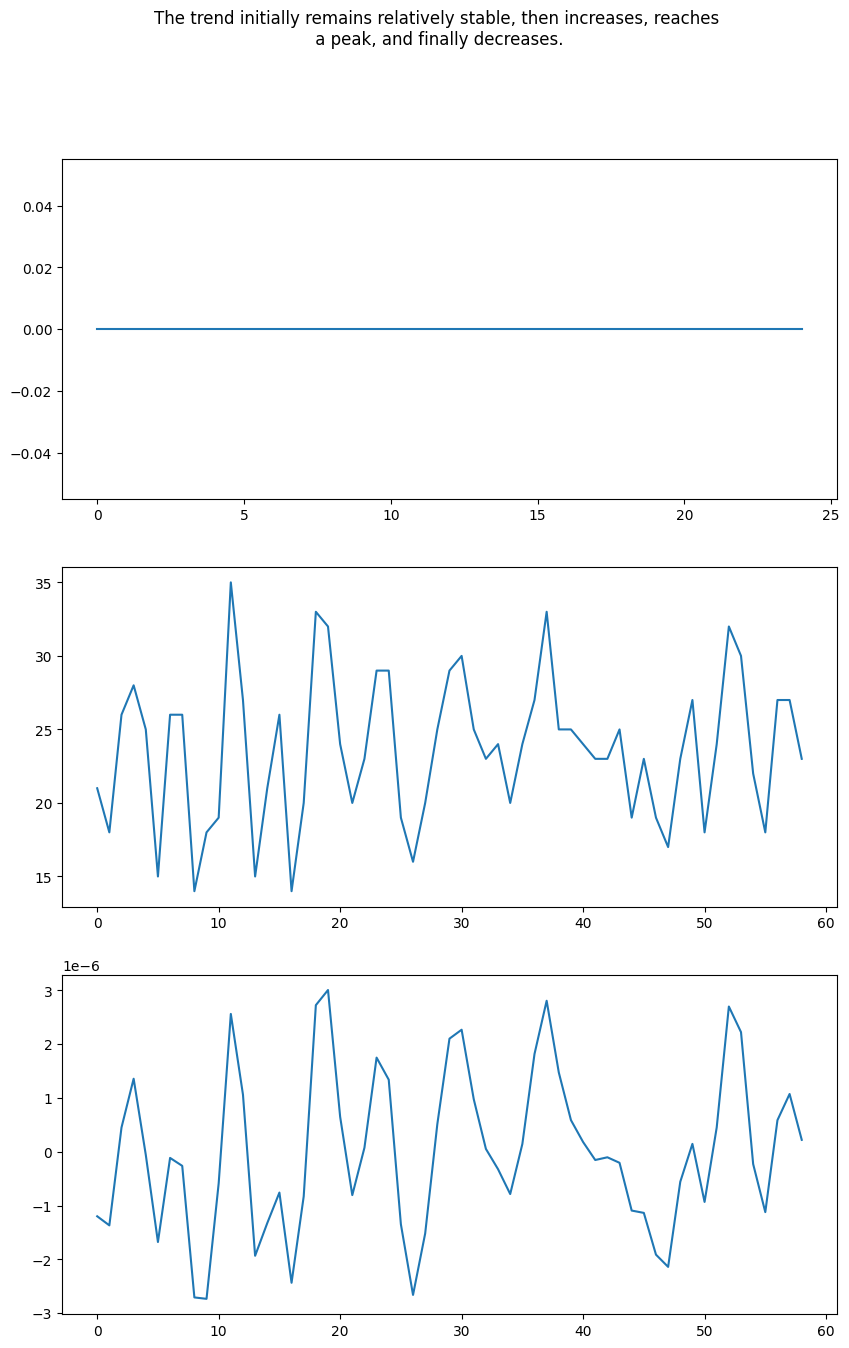 The trend initially remains relatively stable, then increases, reaches
a peak, and finally decreases.
0.04
0.02
0.00
−0.02
−0.04
0 5 10 15 20 25
35
30
25
20
15
0 10 20 30 40 50 60
1e−6
3
2
1
0
−1
−2
−3
0 10 20 30 40 50 60